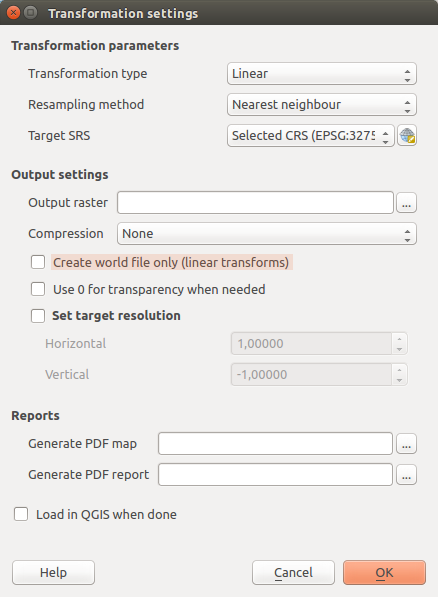 Transformation settings
Transformation parameters
Transformation type Linear
Resampling method Nearest neighbour
Target SRS Selected CRS (EPSG:3275
Output settings
Output raster ...
Compression None
Create world file only (linear transforms)
Use 0 for transparency when needed
Set target resolution
Horizontal 1,00000
Vertical -1,00000
Reports
Generate PDF map ...
Generate PDF report ...
Load in QGIS when done
Help Cancel OK